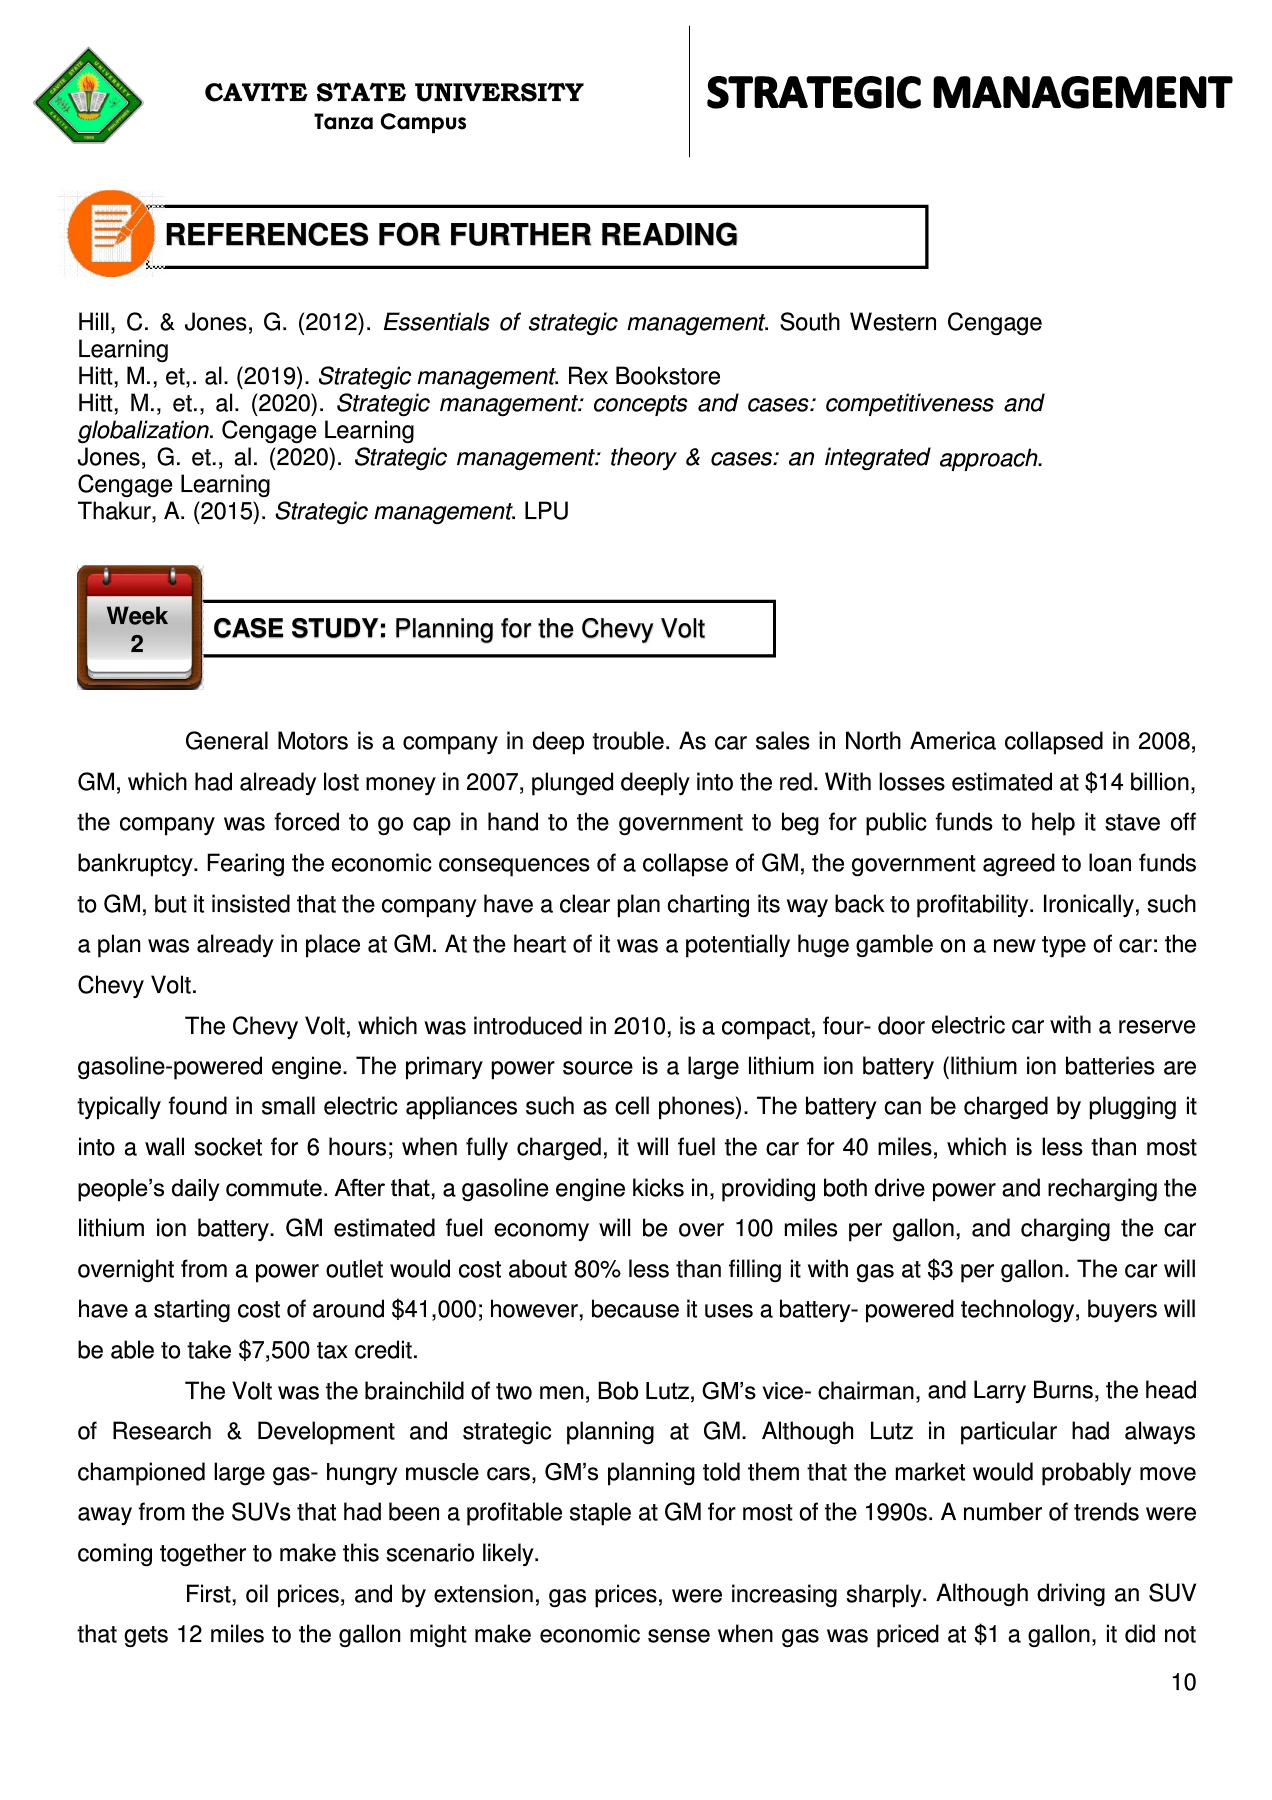 CAVITE STATE UNIVERSITY
Tanza Campus
STRATEGIC MANAGEMENT
REFERENCES FOR FURTHER READING
Hill, C. & Jones, G. (2012). Essentials of strategic management. South Western Cengage
Learning
Hitt, M., et,. al. (2019). Strategic management. Rex Bookstore
Hitt, M., et., al. (2020). Strategic management: concepts and cases: competitiveness and
globalization. Cengage Learning
Jones, G. et., al. (2020). Strategic management: theory & cases: an integrated approach.
Cengage Learning
Thakur, A. (2015). Strategic management. LPU
Week
2
CASE STUDY: Planning for the Chevy Volt
General Motors is a company in deep trouble. As car sales in North America collapsed in 2008,
GM, which had already lost money in 2007, plunged deeply into the red. With losses estimated at $14 billion,
the company was forced to go cap in hand to the government to beg for public funds to help it stave off
bankruptcy. Fearing the economic consequences of a collapse of GM, the government agreed to loan funds
to GM, but it insisted that the company have a clear plan charting its way back to profitability. Ironically, such
a plan was already in place at GM. At the heart of it was a potentially huge gamble on a new type of car: the
Chevy Volt.
The Chevy Volt, which was introduced in 2010, is a compact, four- door electric car with a reserve
gasoline-powered engine. The primary power source is a large lithium ion battery (lithium ion batteries are
typically found in small electric appliances such as cell phones). The battery can be charged by plugging it
into a wall socket for 6 hours; when fully charged, it will fuel the car for 40 miles, which is less than most
people’s daily commute. After that, a gasoline engine kicks in, providing both drive power and recharging the
lithium ion battery. GM estimated fuel economy will be over 100 miles per gallon, and charging the car
overnight from a power outlet would cost about 80% less than filling it with gas at $3 per gallon. The car will
have a starting cost of around $41,000; however, because it uses a battery- powered technology, buyers will
be able to take $7,500 tax credit.
The Volt was the brainchild of two men, Bob Lutz, GM’s vice- chairman, and Larry Burns, the head
of Research & Development and strategic planning at GM. Although Lutz in particular had always
championed large gas- hungry muscle cars, GM’s planning told them that the market would probably move
away from the SUVs that had been a profitable staple at GM for most of the 1990s. A number of trends were
coming together to make this scenario likely.
First, oil prices, and by extension, gas prices, were increasing sharply. Although driving an SUV
that gets 12 miles to the gallon might make economic sense when gas was priced at $1 a gallon, it did not
10